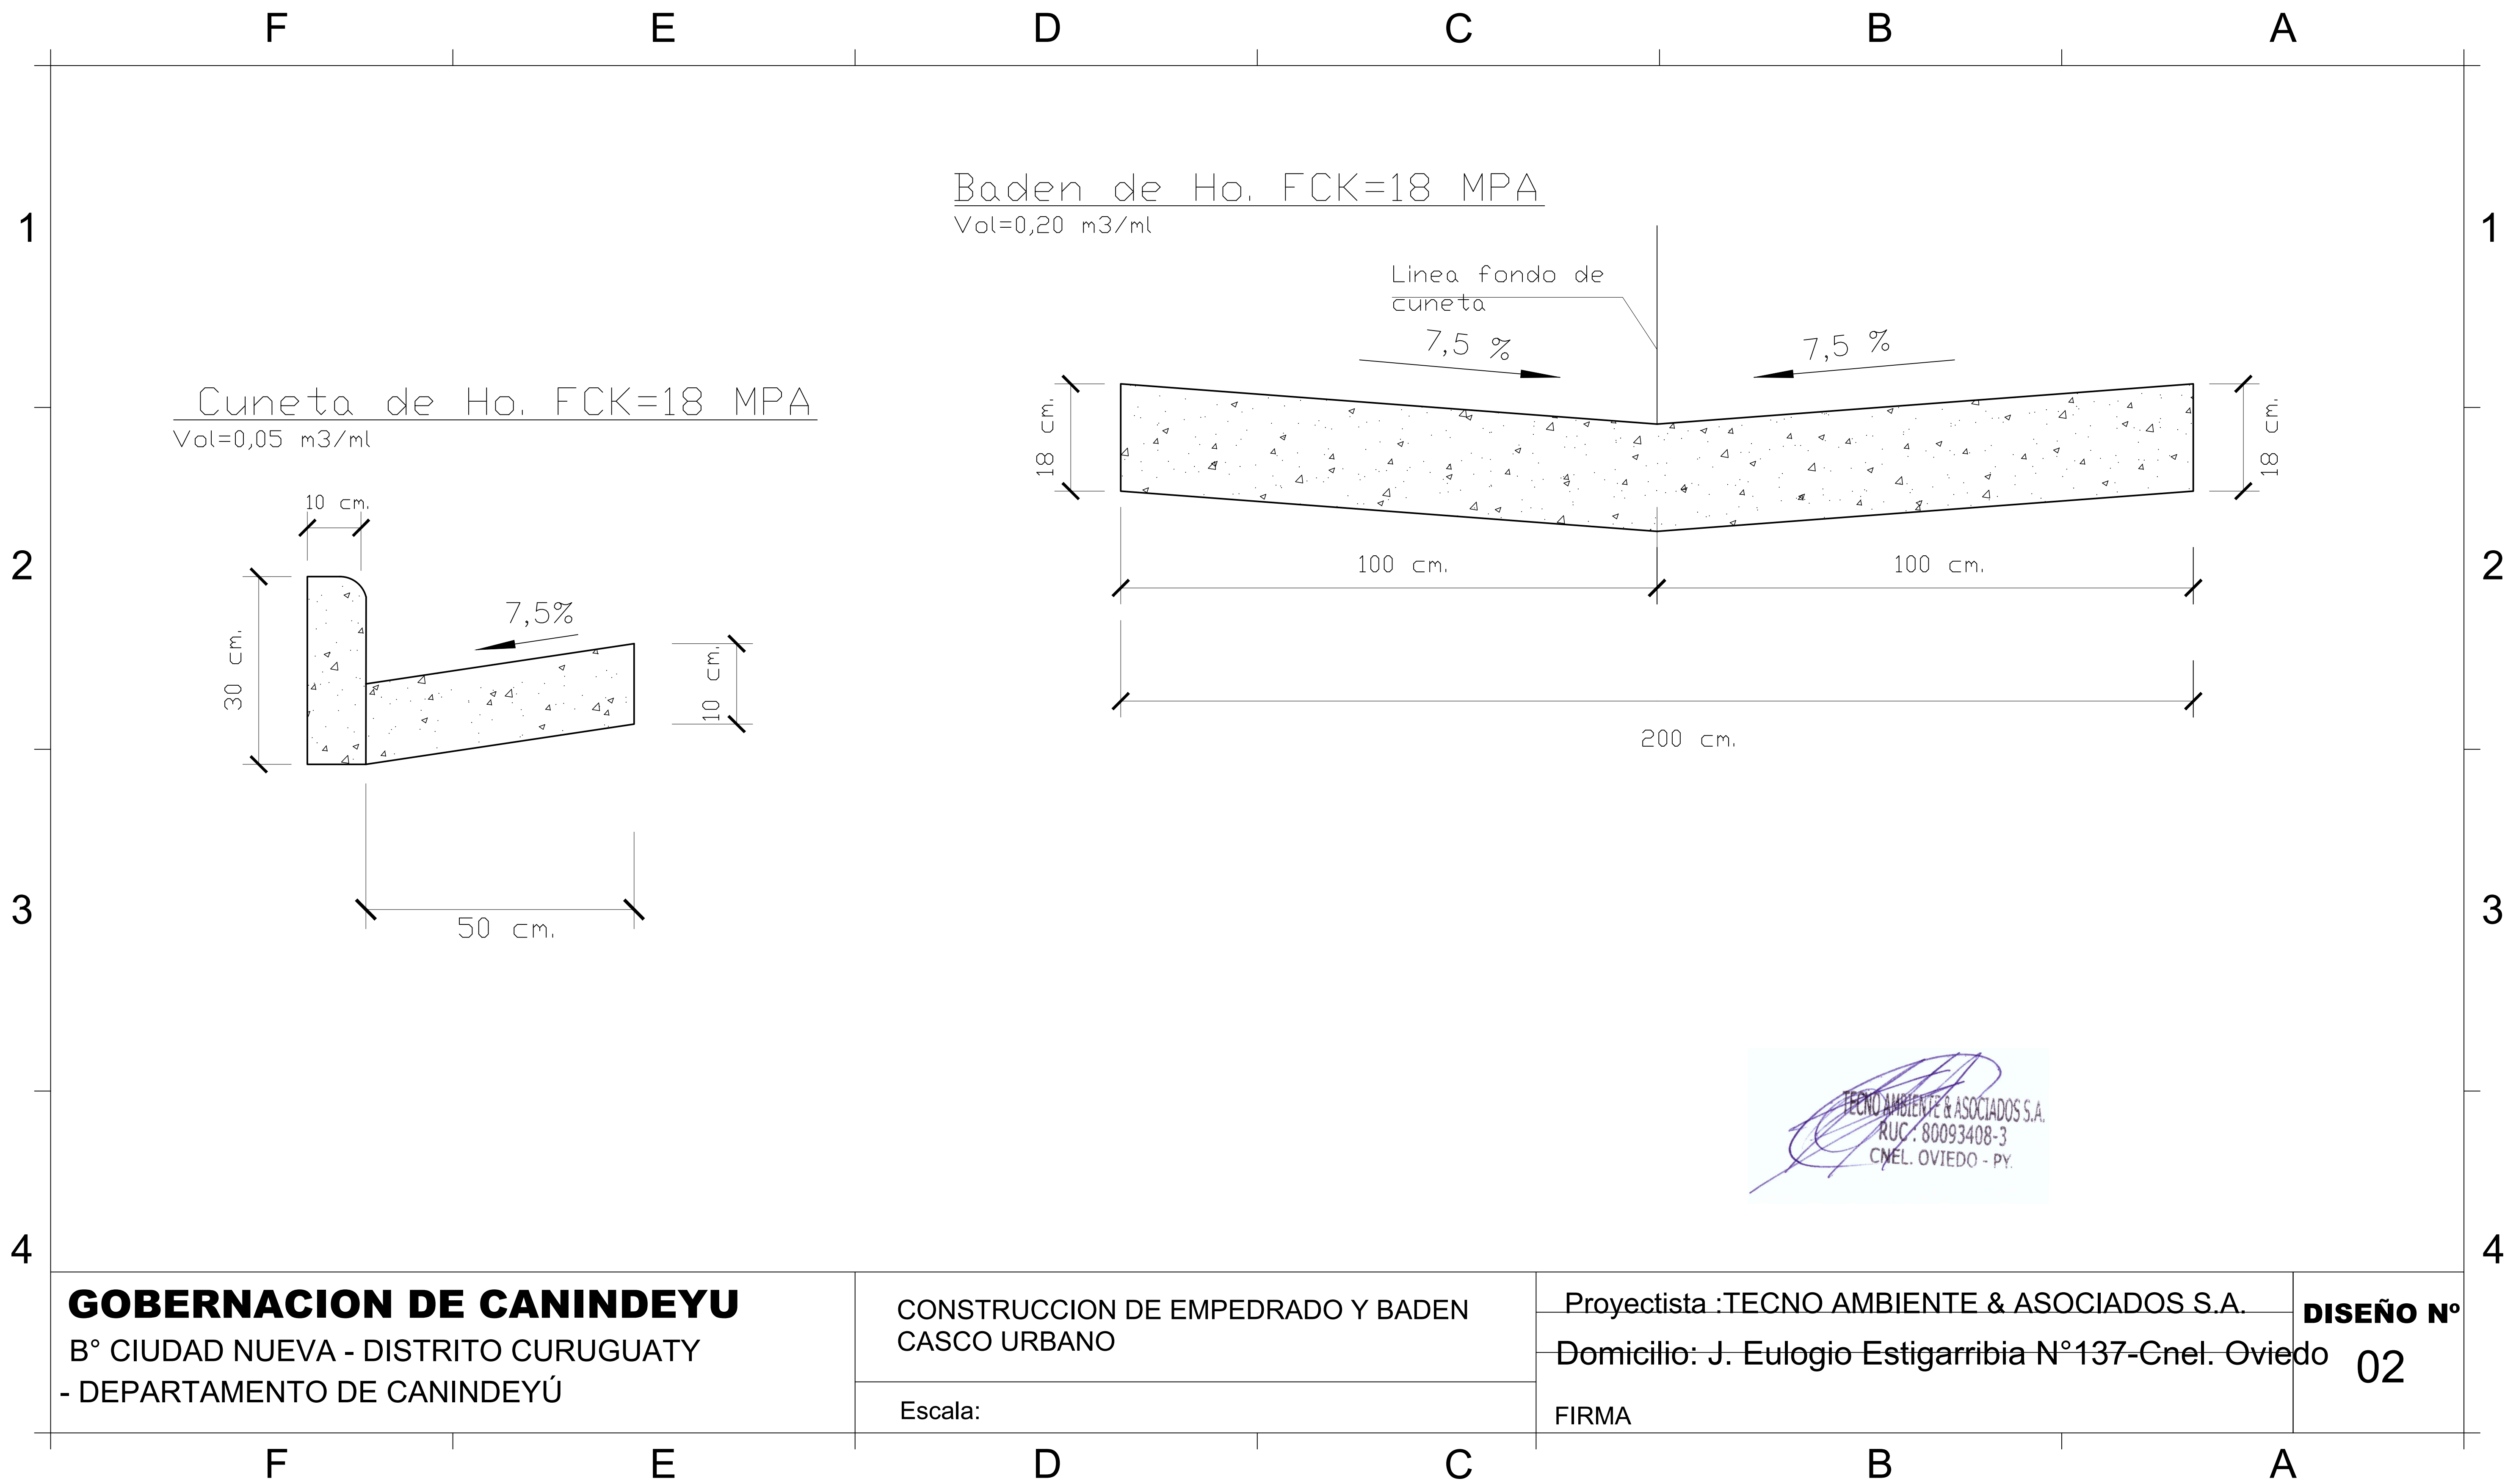 F E D C B A
1 1
Baden de Ho. FCK=18 MPA
Vol=0,20 m3/ml
Linea fondo de
cuneta
7,5 %
7,5 %
18 cm.
18 cm.
100 cm.
100 cm.
200 cm.
Cuneta de Ho. FCK=18 MPA
Vol=0,05 m3/ml
10 cm.
7,5%
30 cm.
10 cm.
50 cm.
2 2
3 3
TECNO AMBIENTE & ASOCIADOS S.A.
RUC : 80093408-3
CNEL. OVIEDO - PY.
4 4
GOBERNACION DE CANINDEYU
B° CIUDAD NUEVA - DISTRITO CURUGUATY
- DEPARTAMENTO DE CANINDEYÚ
CONSTRUCCION DE EMPEDRADO Y BADEN
CASCO URBANO
Escala:
Proyectista :TECNO AMBIENTE & ASOCIADOS S.A.
Domicilio: J. Eulogio Estigarribia N°137-Cnel. Oviedo
FIRMA
DISEÑO Nº
02
F E D C B A